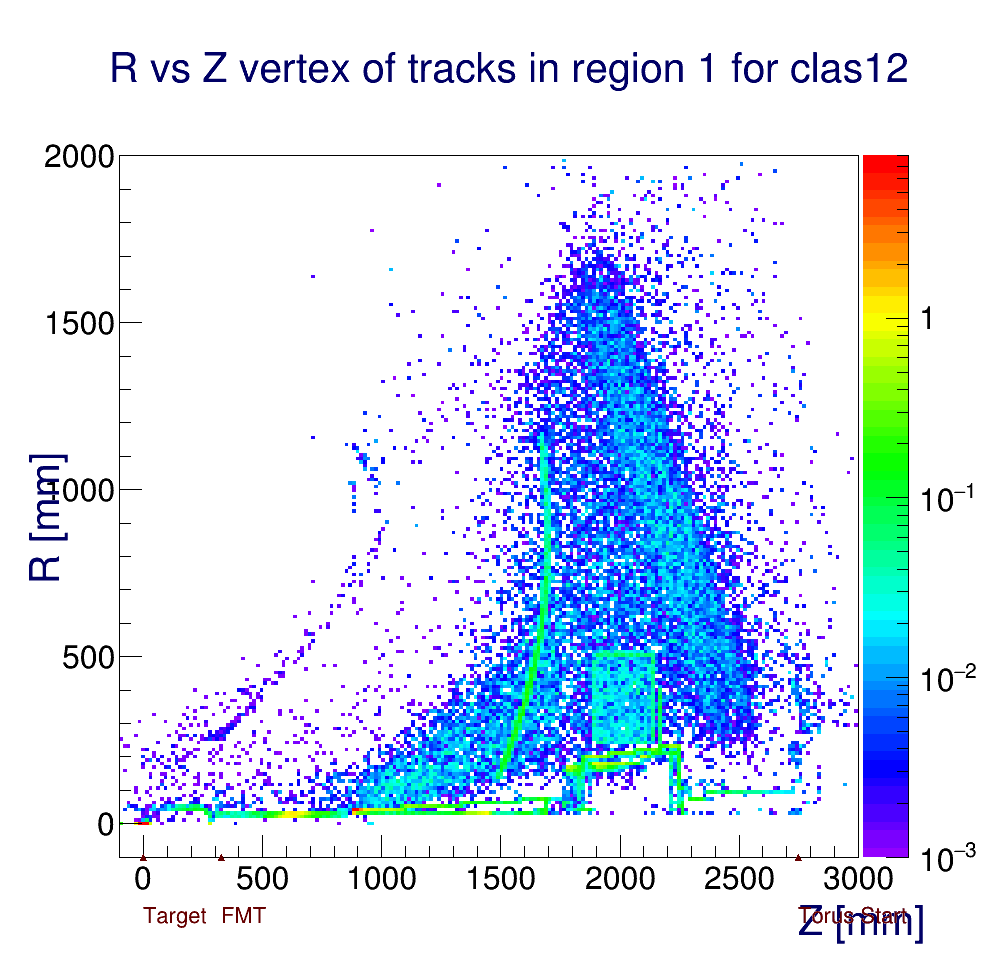 R vs Z vertex of tracks in region 1 for clas12
2000
1500
1000
500
0
R [mm]
0 500 1000 1500 2000 2500 3000
Target FMT Torus Start
Z [mm]
1
10⁻¹
10⁻²
10⁻³